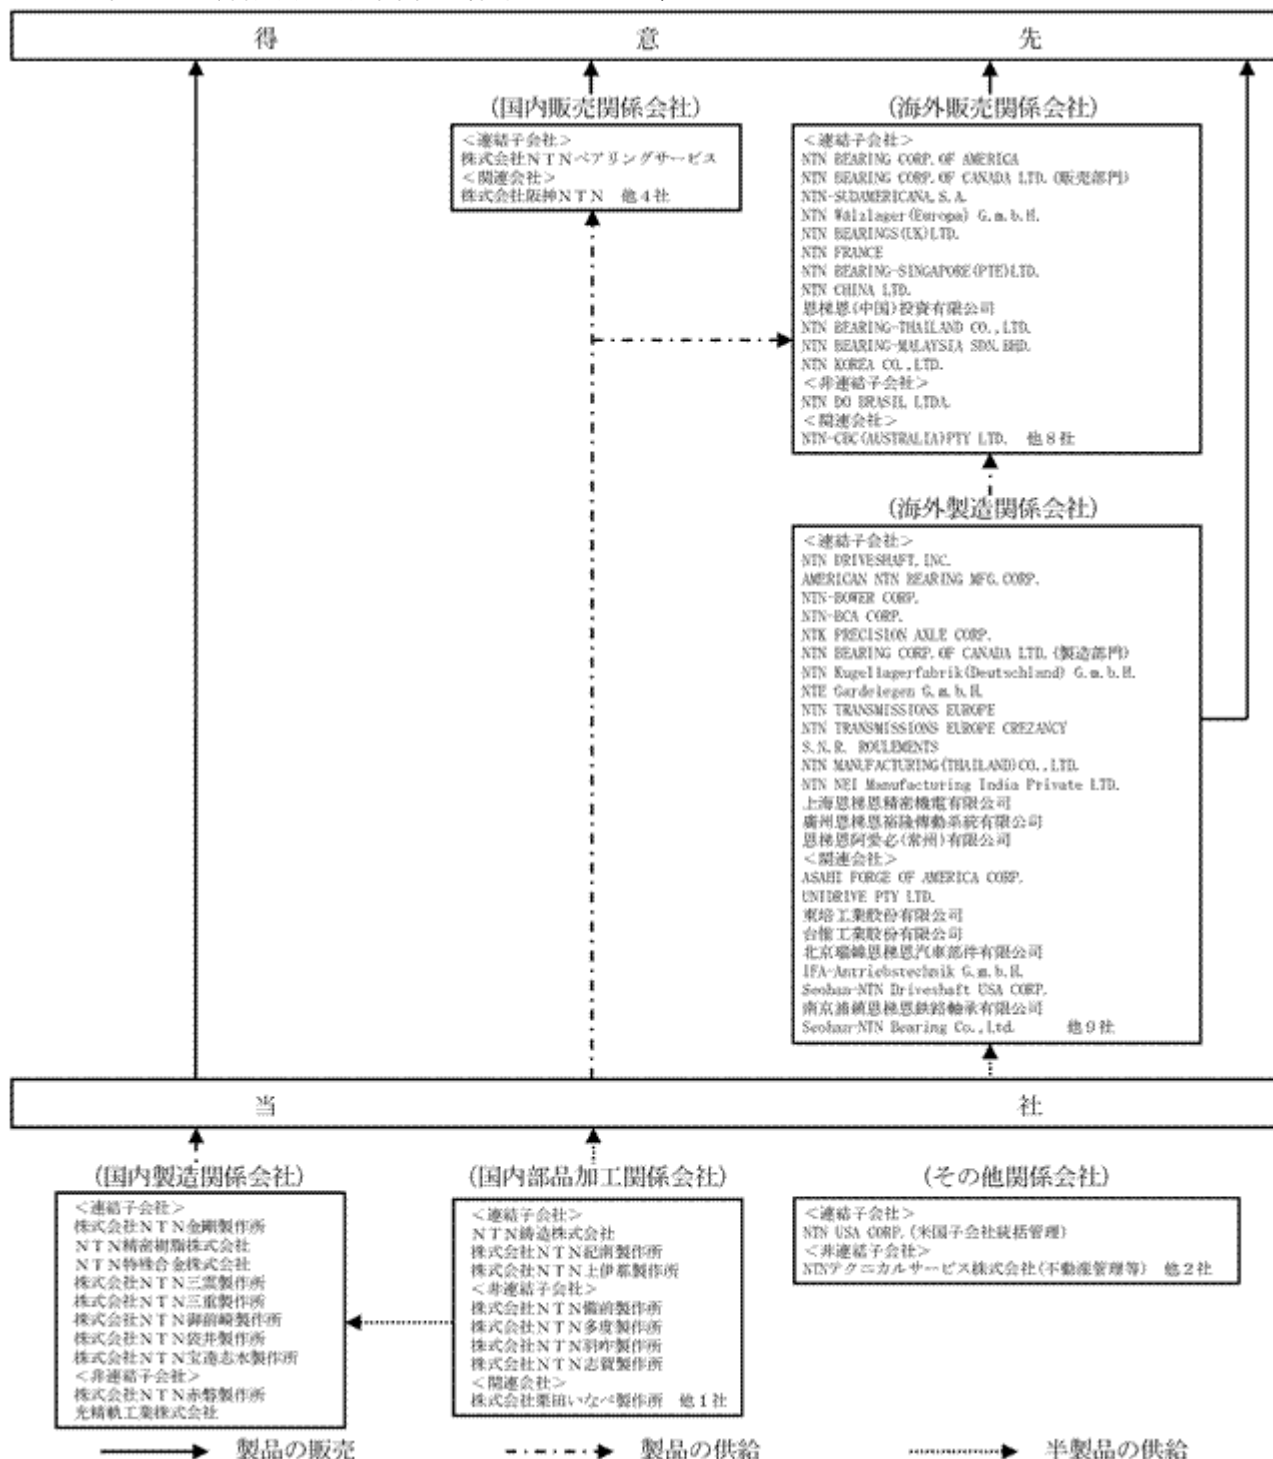 得意先
(国内販売関係会社)
<連結子会社>
株式会社NTNベアリングサービス
<関連会社>
株式会社阪神NTN 他4社
(海外販売関係会社)
<連結子会社>
NTN BEARING CORP. OF AMERICA
NTN BEARING CORP. OF CANADA LTD.(販売部門)
NTN-SUDAMERICANA, S.A.
NTN Wälzlager(Europa) G.m.b.H.
NTN BEARINGS(UK)LTD.
NTN FRANCE
NTN BEARING-SINGAPORE(PTE)LTD.
NTN CHINA LTD.
恩梯恩(中国)投資有限公司
NTN BEARING-THAILAND CO.,LTD.
NTN BEARING-MALAYSIA SDN.BHD.
NTN KOREA CO.,LTD.
<非連結子会社>
NTN DO BRASIL LTDA.
<関連会社>
NTN-CBC(AUSTRALIA)PTY LTD. 他8社
(海外製造関係会社)
<連結子会社>
NTN DRIVESHAFT, INC.
AMERICAN NTN BEARING MFG. CORP.
NTN-BOWER CORP.
NTN-BCA CORP.
NTK PRECISION AXLE CORP.
NTN BEARING CORP. OF CANADA LTD.(製造部門)
NTN Kugellagerfabrik(Deutschland) G.m.b.H.
NTE Gardelegen G.m.b.H.
NTN TRANSMISSIONS EUROPE
NTN TRANSMISSIONS EUROPE CREZANCY
S.N.R. ROULEMENTS
NTN MANUFACTURING(THAILAND)CO.,LTD.
NTN NEI Manufacturing India Private LTD.
上海恩梯恩精密機電有限公司
廣州恩梯恩裕隆傳動系統有限公司
恩梯恩阿愛必(常州)有限公司
<関連会社>
ASAHI FORGE OF AMERICA CORP.
UNIDRIVE PTY LTD.
東培工業股份有限公司
台惟工業股份有限公司
北京瑞韓恩梯恩汽車部件有限公司
IFA-Antriebstechnik G.m.b.H.
Seohan-NTN Driveshaft USA CORP.
南京浦鎮恩梯恩鉄路軸承有限公司
Seohan-NTN Bearing Co.,Ltd. 他9社
当社
(国内製造関係会社)
<連結子会社>
株式会社NTN金剛製作所
NTN精密樹脂株式会社
NTN特殊合金株式会社
株式会社NTN三雲製作所
株式会社NTN三重製作所
株式会社NTN御前崎製作所
株式会社NTN袋井製作所
株式会社NTN宝達志水製作所
<非連結子会社>
株式会社NTN赤磐製作所
光精軌工業株式会社
(国内部品加工関係会社)
<連結子会社>
NTN鋳造株式会社
株式会社NTN紀南製作所
株式会社NTN上伊那製作所
<非連結子会社>
株式会社NTN備前製作所
株式会社NTN多度製作所
株式会社NTN羽咋製作所
株式会社NTN志賀製作所
<関連会社>
株式会社栗田いなべ製作所 他1社
(その他関係会社)
<連結子会社>
NTN USA CORP.(米国子会社統括管理)
<非連結子会社>
NTNテクニカルサービス株式会社(不動産管理等) 他2社
製品の販売
製品の供給
半製品の供給